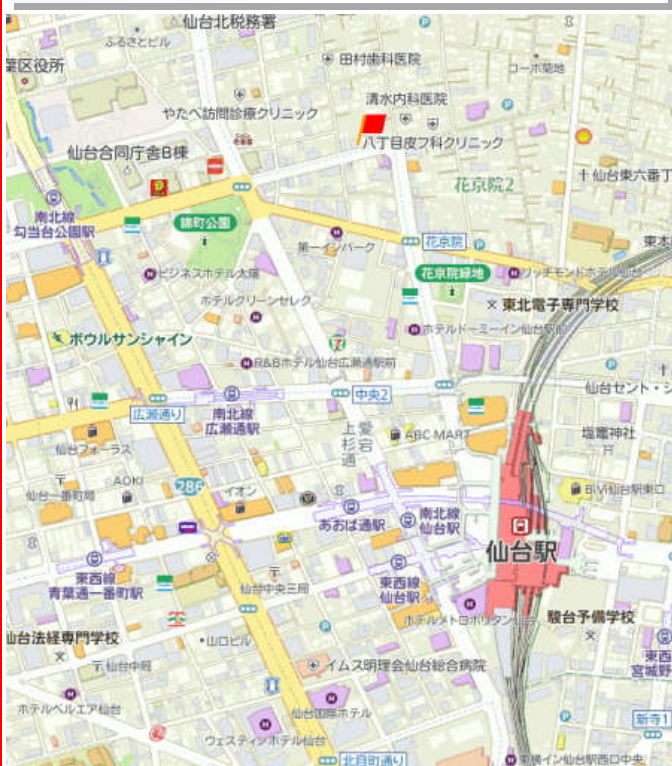 仙台北税務署
ふるさとビル
葉区役所
田村歯科医院
コーポ菊地
清水内科医院
やたべ訪問診療クリニック
八丁目皮フ科クリニック
仙台合同庁舎B棟
花京院2
仙台東六番丁
南北線
勾当台公園駅
錦町公園
第一インパーク
花京院
東木
花京院緑地
リッチモンドホテル仙台
ビジネスホテル太陽
ホテルグリーンセレク
東北電子専門学校
ホテルドーミーイン仙台駅前
ボウルサンシャイン
R&Bホテル仙台広瀬通駅前
仙台セント・シ
広瀬通り
南北線
広瀬通駅
中央2
上杉通
愛宕
ABC MART
塩竈神社
仙台フォーラス
AOKI
286
イオン
仙台一番町局
BiVi仙台駅東口
あおば通駅
南北線
仙台駅
仙台駅
東西線
青葉通一番町駅
仙台中央三局
東西線
仙台駅
ホテルメトロポリタン仙台
駿台予備学校
仙台法経専門学校
山口ビル
仙台中局
イムス明理会仙台総合病院
東西
宮城野
ホテルベルエア仙台
仙台国際ホテル
新寺1
ウェスティンホテル仙台
北目町通り
東横イン仙台駅西口中央